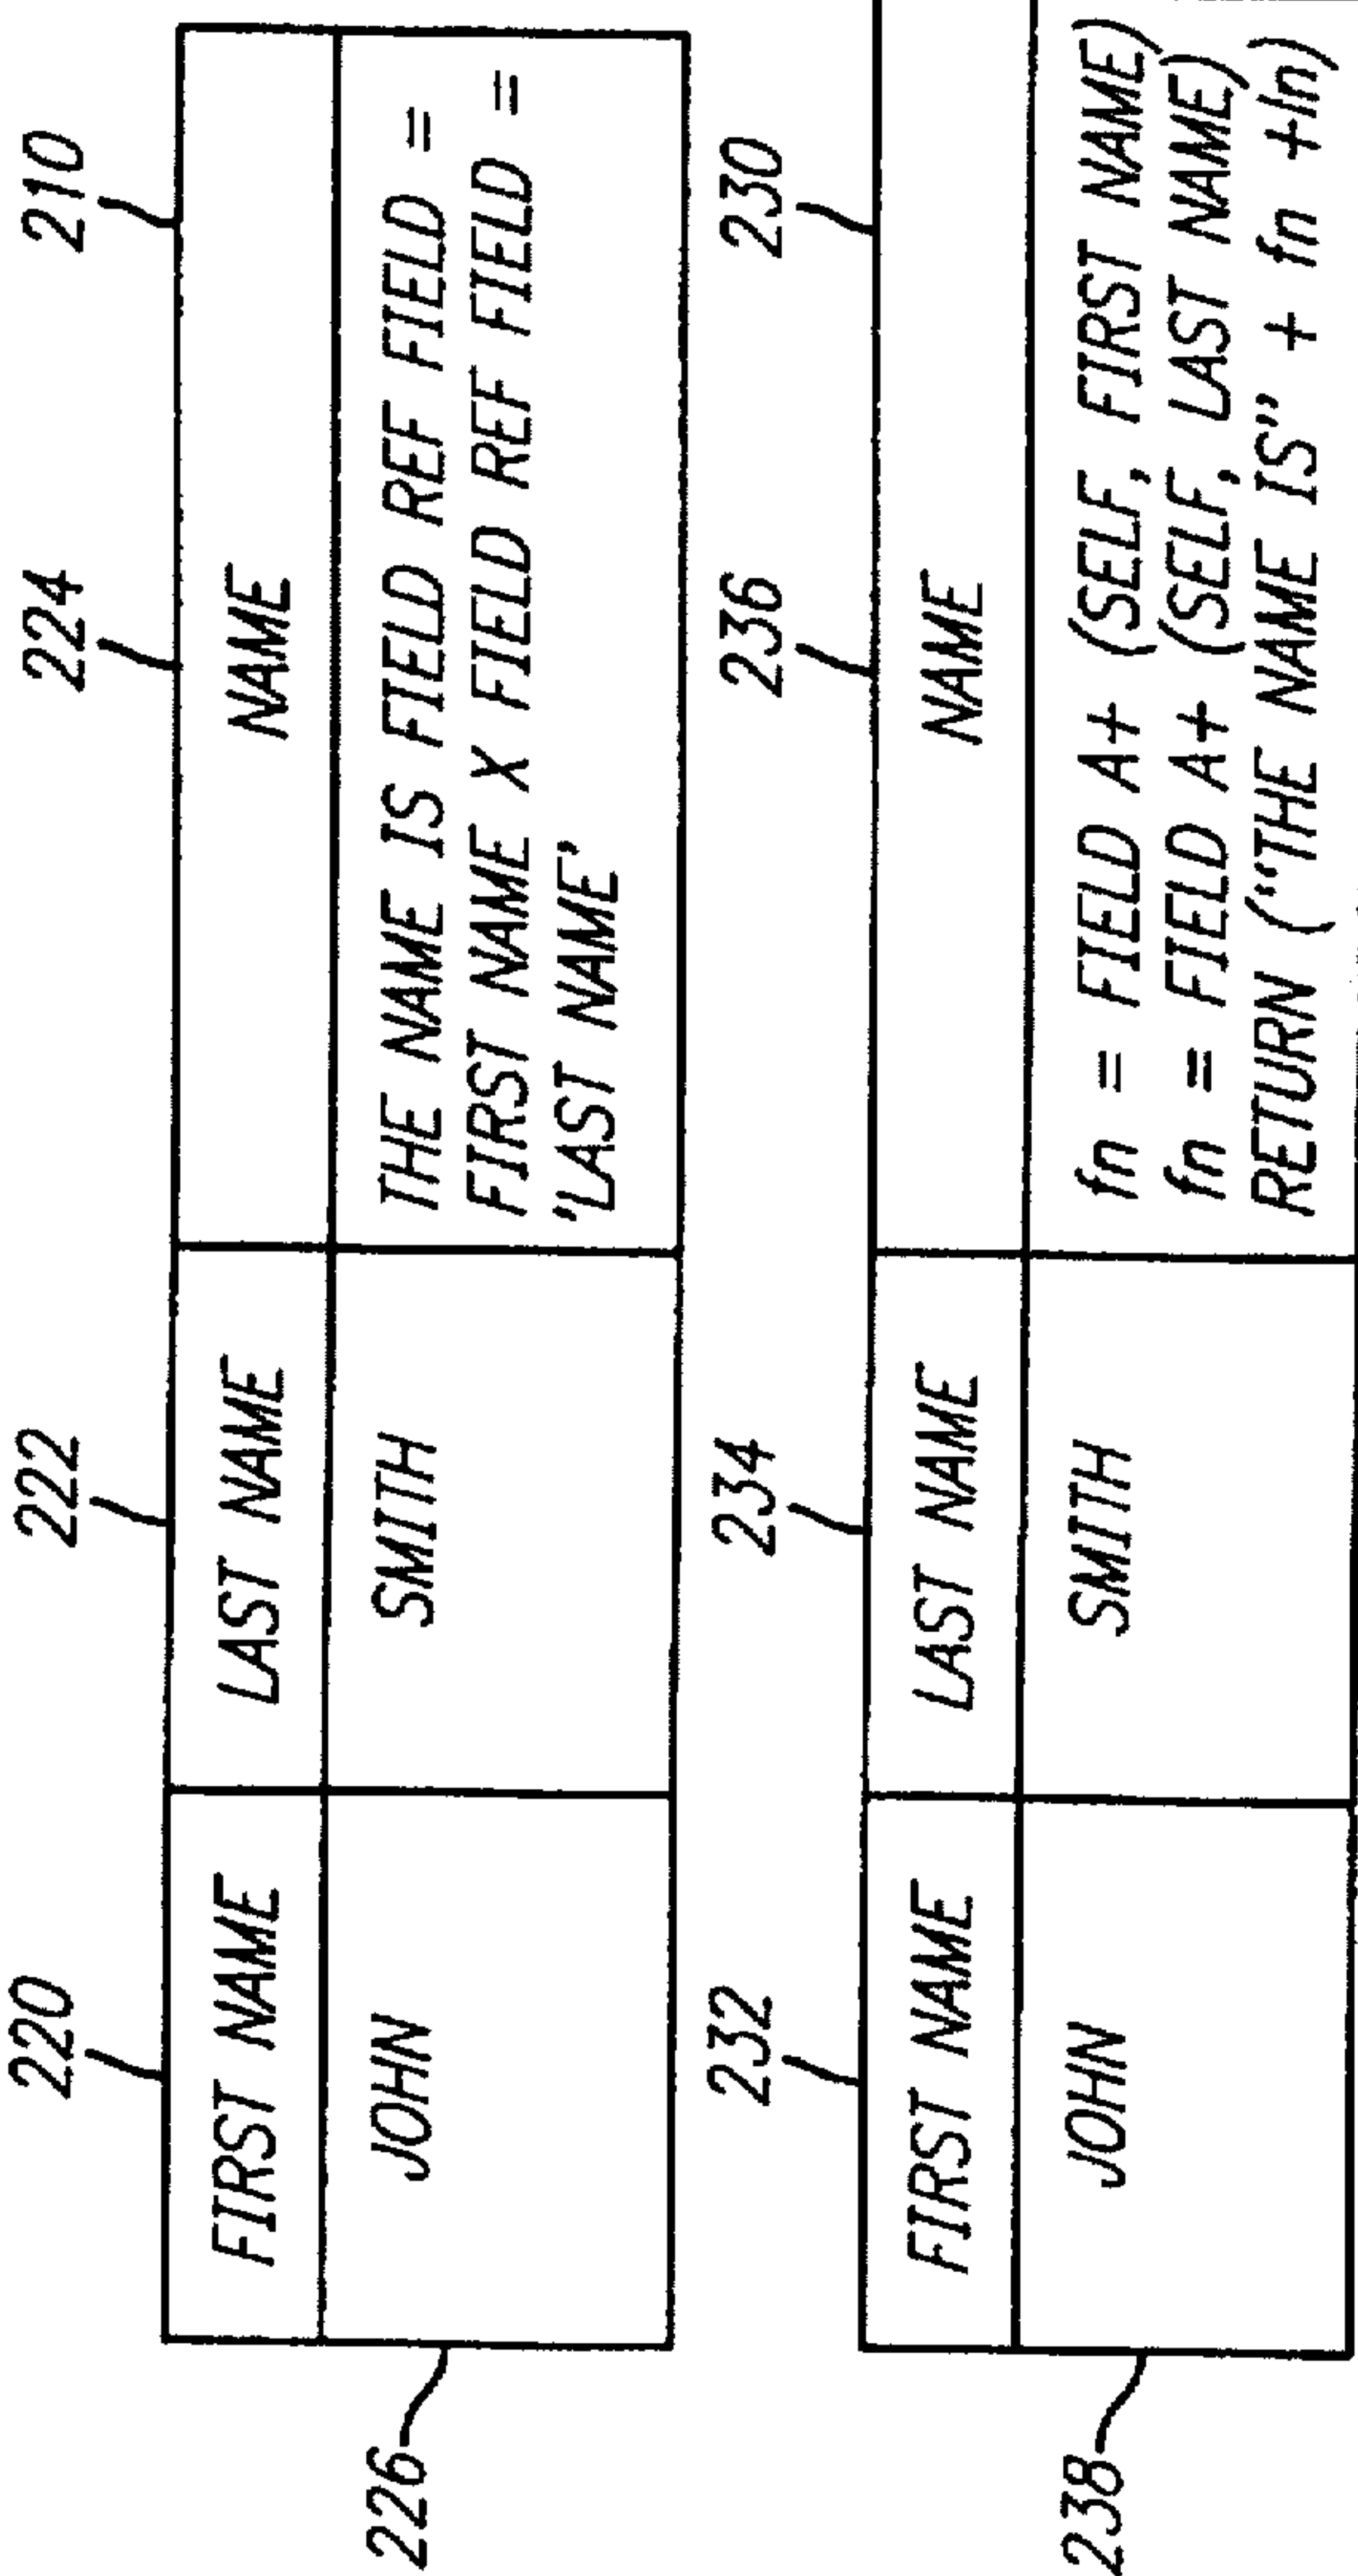 220 222 224 210
FIRST NAME LAST NAME NAME
226 JOHN SMITH THE NAME IS FIELD REF FIELD =
FIRST NAME X FIELD REF FIELD =
'LAST NAME'
232 234 236 230
FIRST NAME LAST NAME NAME
238 JOHN SMITH fn = FIELD A+ (SELF, FIRST NAME)
fn = FIELD A+ (SELF, LAST NAME)
RETURN ("THE NAME IS" + fn +ln)